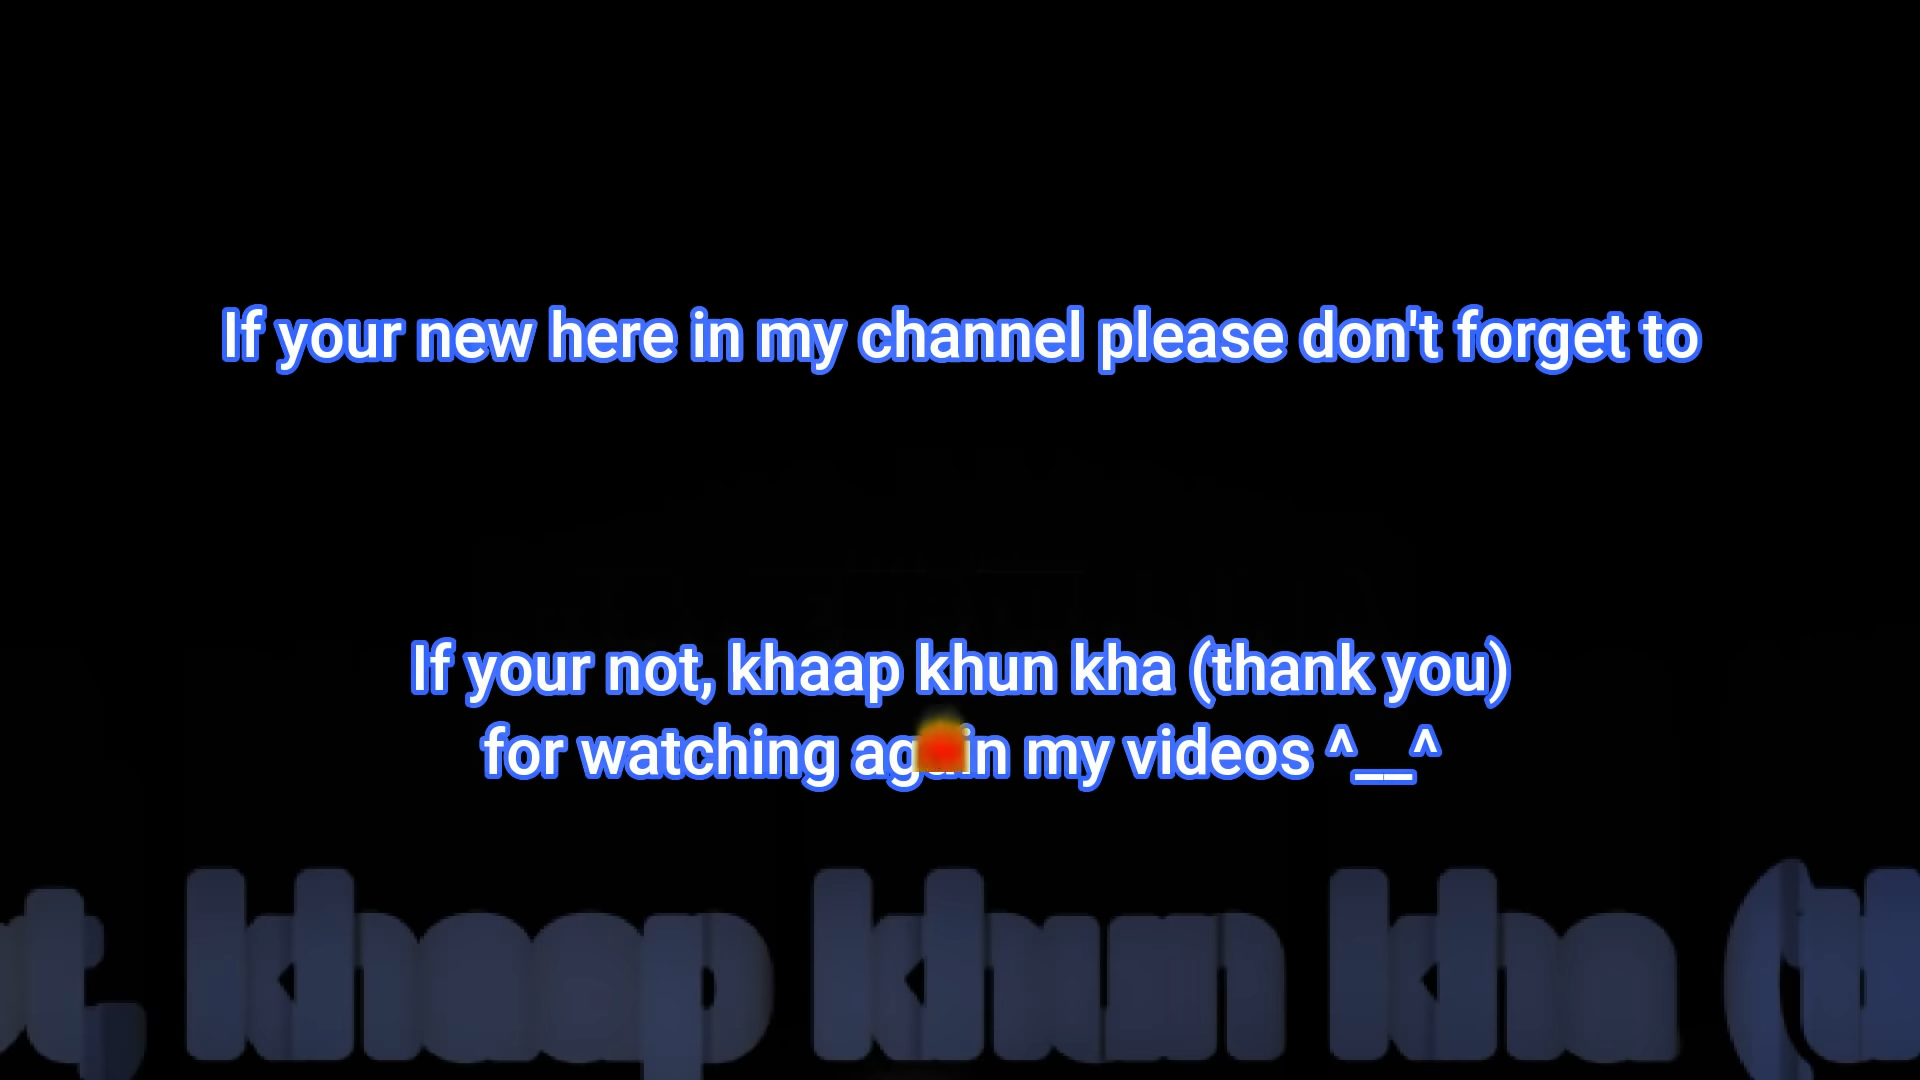 If your new here in my channel please don't forget to
If your not, khaap khun kha (thank you)
for watching again my videos ^__^
t, khaap khun kha (t